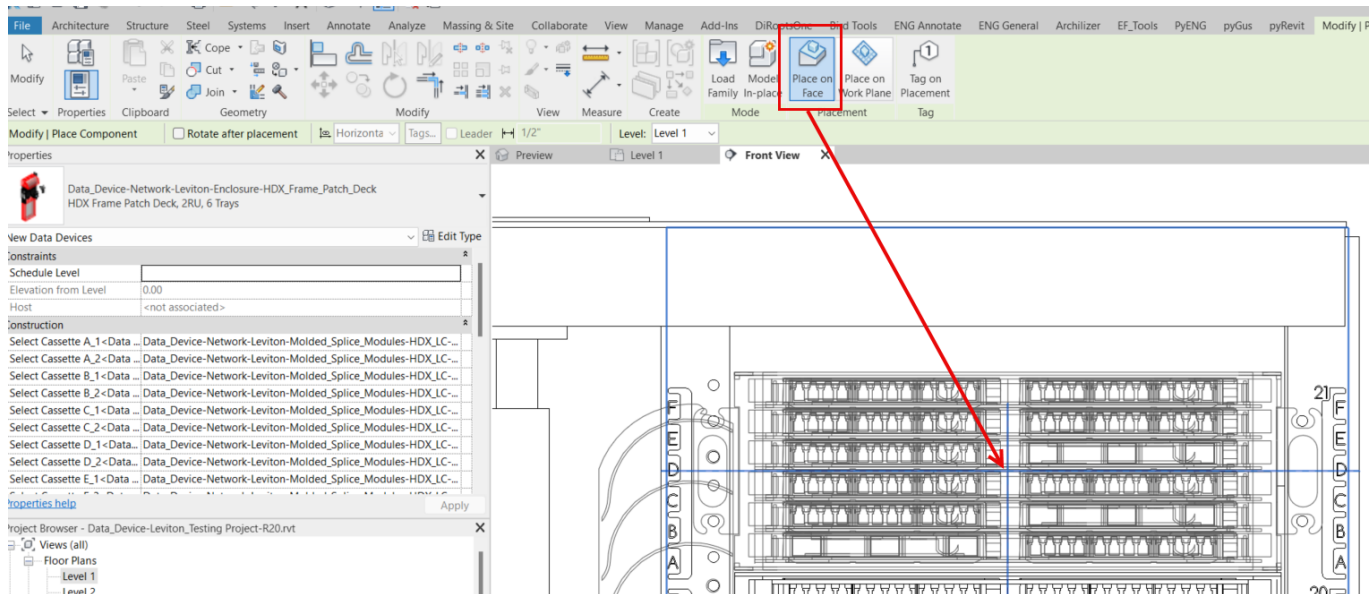 File Architecture Structure Steel Systems Insert Annotate Analyze Massing & Site Collaborate View Manage Add-Ins DiRootsOne Bird Tools ENG Annotate ENG General Archilizer EF_Tools PyENG pyGus pyRevit Modify | P
Cope
Cut
Join
Modify
Paste
Load Family
Model In-place
Place on Face
Place on Work Plane
Tag on Placement
Select Properties Clipboard Geometry Modify View Measure Create Mode Placement Tag
Modify | Place Component Rotate after placement Horizonta Tags... Leader 1/2" Level: Level 1
Properties
Preview Level 1 Front View
Data_Device-Network-Leviton-Enclosure-HDX_Frame_Patch_Deck
HDX Frame Patch Deck, 2RU, 6 Trays
New Data Devices Edit Type
Constraints
Schedule Level
Elevation from Level 0.00
Host <not associated>
Construction
Select Cassette A_1<Data ... Data_Device-Network-Leviton-Molded_Splice_Modules-HDX_LC-...
Select Cassette A_2<Data ... Data_Device-Network-Leviton-Molded_Splice_Modules-HDX_LC-...
Select Cassette B_1<Data ... Data_Device-Network-Leviton-Molded_Splice_Modules-HDX_LC-...
Select Cassette B_2<Data ... Data_Device-Network-Leviton-Molded_Splice_Modules-HDX_LC-...
Select Cassette C_1<Data ... Data_Device-Network-Leviton-Molded_Splice_Modules-HDX_LC-...
Select Cassette C_2<Data ... Data_Device-Network-Leviton-Molded_Splice_Modules-HDX_LC-...
Select Cassette D_1<Data... Data_Device-Network-Leviton-Molded_Splice_Modules-HDX_LC-...
Select Cassette D_2<Data... Data_Device-Network-Leviton-Molded_Splice_Modules-HDX_LC-...
Select Cassette E_1<Data ... Data_Device-Network-Leviton-Molded_Splice_Modules-HDX_LC-...
Properties help Apply
Project Browser - Data_Device-Leviton_Testing Project-R20.rvt
Views (all)
Floor Plans
Level 1
Level 2
21
F F
E E
D D
C C
B B
A A
20